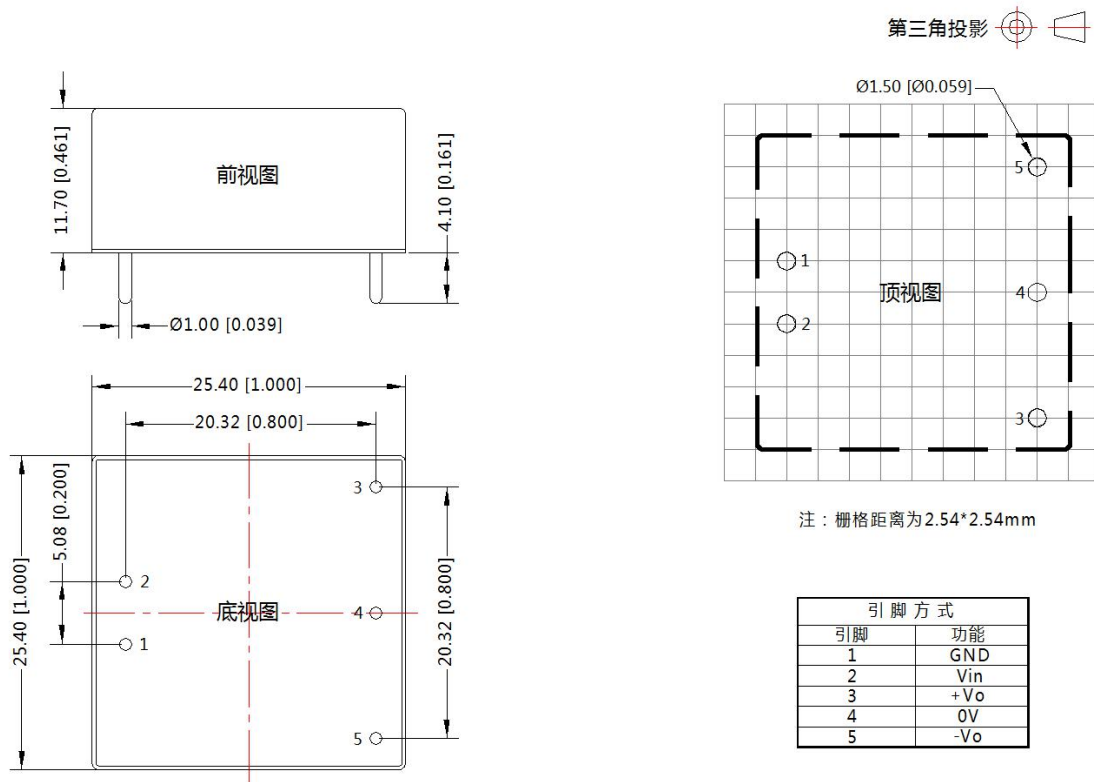 第三角投影
Ø1.50 [Ø0.059]
11.70 [0.461]
前视图
4.10 [0.161]
Ø1.00 [0.039]
5
1
顶视图
4
2
3
注：栅格距离为2.54*2.54mm
25.40 [1.000]
20.32 [0.800]
25.40 [1.000]
5.08 [0.200]
3
2
底视图
4
1
5
20.32 [0.800]
引脚方式
引脚 功能
1 GND
2 Vin
3 +Vo
4 0V
5 -Vo